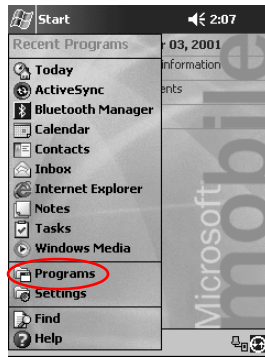 Start 2:07
Recent Programs r 03, 2001
Today information
ActiveSync ents
Bluetooth Manager
Calendar
Contacts
Inbox
Internet Explorer
Notes
Tasks
Windows Media
Programs
Settings
Find
Help
Microsoft
mobile